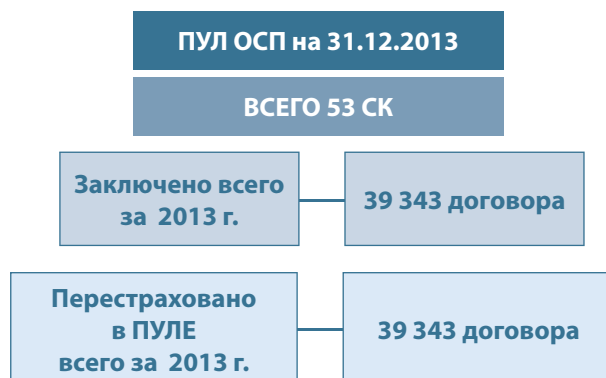 ПУЛ ОСП на 31.12.2013
ВСЕГО 53 СК
Заключено всего
за 2013 г.
39 343 договора
Перестраховано
в ПУЛЕ
всего за 2013 г.
39 343 договора